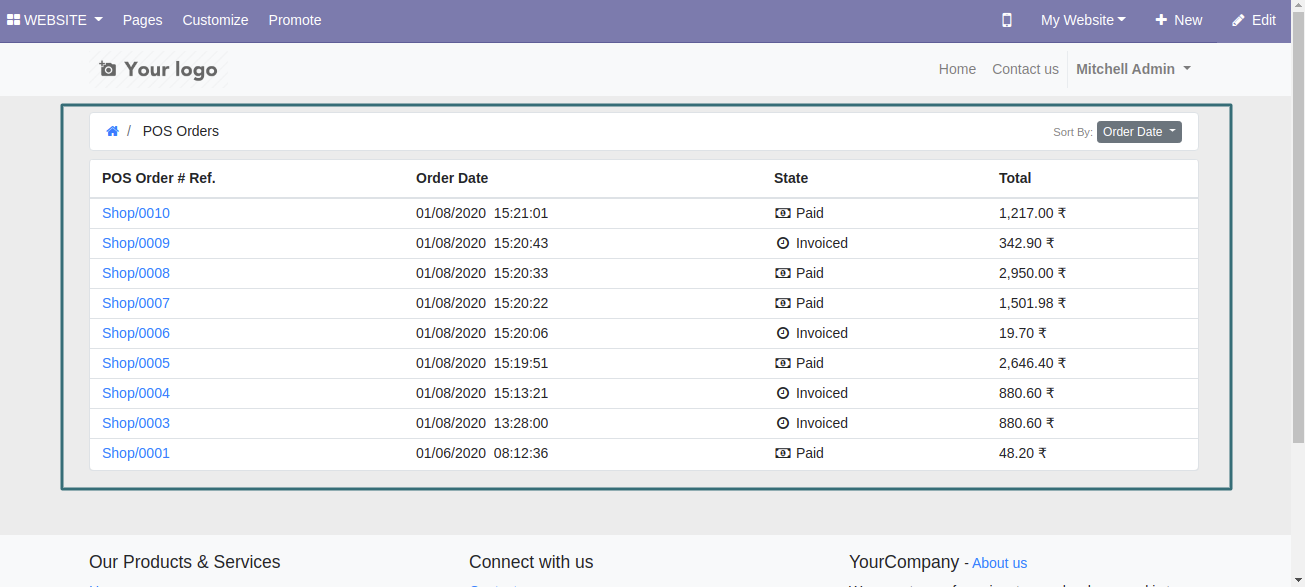 WEBSITE Pages Customize Promote My Website New Edit
Your logo Home Contact us Mitchell Admin
/ POS Orders Sort By: Order Date
POS Order # Ref. Order Date State Total
Shop/0010 01/08/2020 15:21:01 Paid 1,217.00 ₹
Shop/0009 01/08/2020 15:20:43 Invoiced 342.90 ₹
Shop/0008 01/08/2020 15:20:33 Paid 2,950.00 ₹
Shop/0007 01/08/2020 15:20:22 Paid 1,501.98 ₹
Shop/0006 01/08/2020 15:20:06 Invoiced 19.70 ₹
Shop/0005 01/08/2020 15:19:51 Paid 2,646.40 ₹
Shop/0004 01/08/2020 15:13:21 Invoiced 880.60 ₹
Shop/0003 01/08/2020 13:28:00 Invoiced 880.60 ₹
Shop/0001 01/06/2020 08:12:36 Paid 48.20 ₹
Our Products & Services Connect with us YourCompany - About us